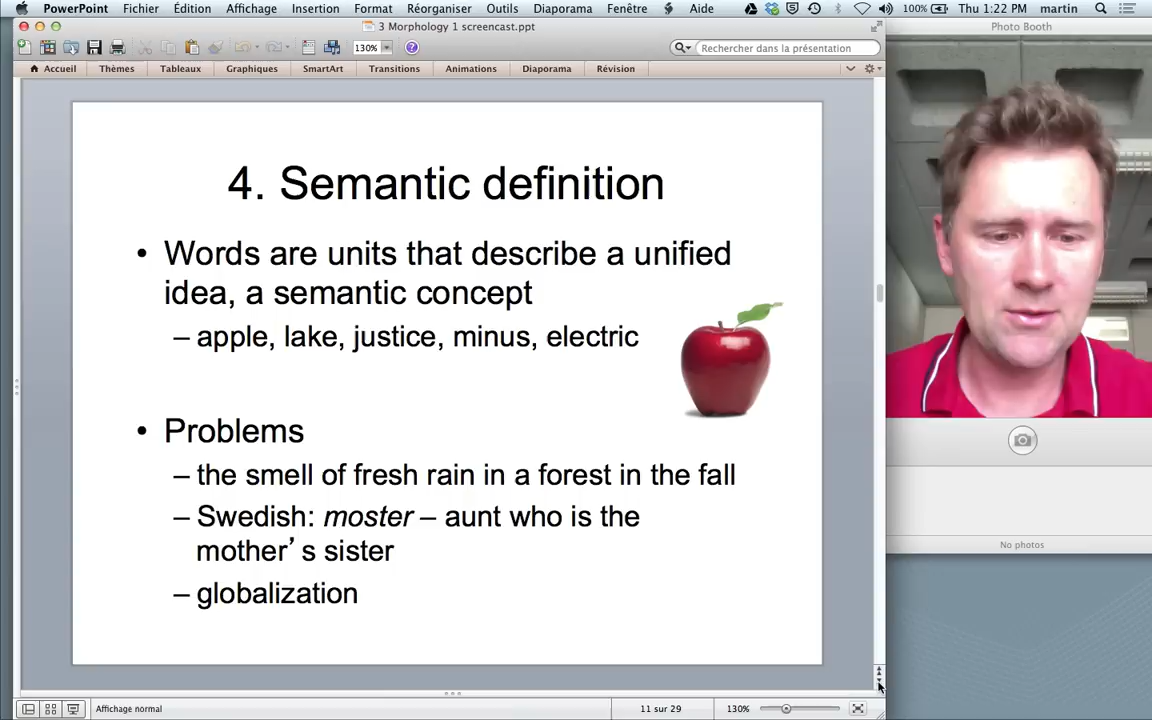 PowerPoint Fichier Édition Affichage Insertion Format Réorganiser Outils Diaporama Fenêtre Aide 100% Thu 1:22 PM martin
3 Morphology 1 screencast.ppt
Photo Booth
130% Rechercher dans la présentation
Accueil Thèmes Tableaux Graphiques SmartArt Transitions Animations Diaporama Révision
4. Semantic definition
• Words are units that describe a unified
idea, a semantic concept
– apple, lake, justice, minus, electric
• Problems
– the smell of fresh rain in a forest in the fall
– Swedish: moster – aunt who is the
mother’s sister
– globalization
No photos
Affichage normal 11 sur 29 130%